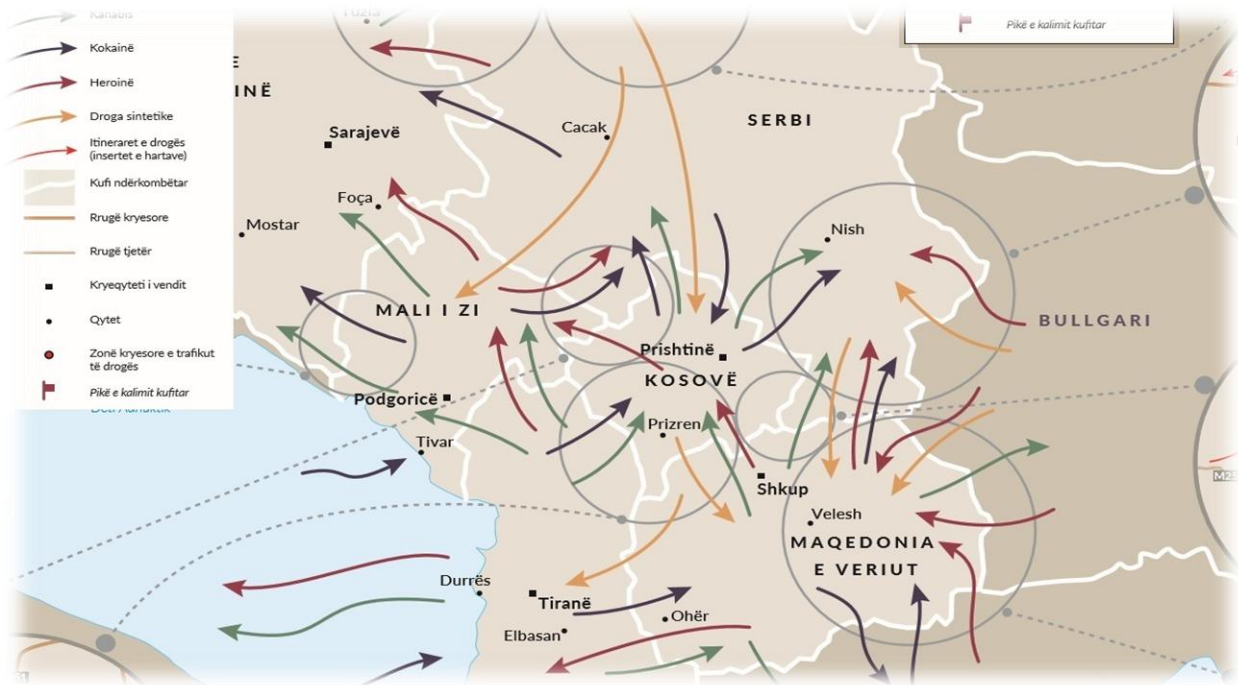 Kanabis
Kokainë
Heroinë
Droga sintetike
Itineraret e drogës
(insertet e hartave)
Kufi ndërkombëtar
Rrugë kryesore
Rrugë tjetër
Kryeqyteti i vendit
Qytet
Zonë kryesore e trafikut
të drogës
Pikë e kalimit kufitar
Pikë e kalimit kufitar
E
INË
Sarajevë
Cacak
SERBI
Foça
Mostar
Nish
MALI I ZI
BULLGARI
Prishtinë
KOSOVË
Podgoricë
Prizren
Tivar
Shkup
Velesh
MAQEDONIA
E VERIUT
Durrës
Tiranë
Elbasan
Ohër